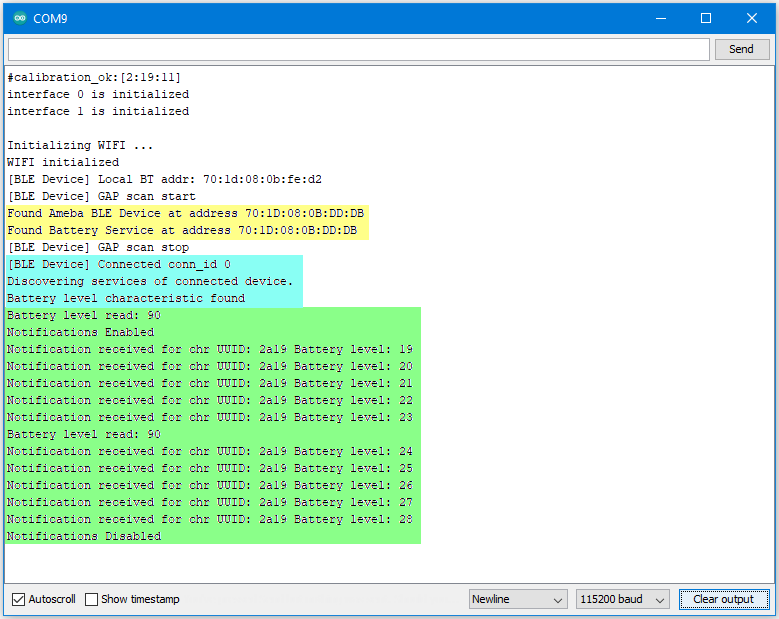 COM9
Send
#calibration_ok:[2:19:11]
interface 0 is initialized
interface 1 is initialized
Initializing WIFI ...
WIFI initialized
[BLE Device] Local BT addr: 70:1d:08:0b:fe:d2
[BLE Device] GAP scan start
Found Ameba BLE Device at address 70:1D:08:0B:DD:DB
Found Battery Service at address 70:1D:08:0B:DD:DB
[BLE Device] GAP scan stop
[BLE Device] Connected conn_id 0
Discovering services of connected device.
Battery level characteristic found
Battery level read: 90
Notifications Enabled
Notification received for chr UUID: 2a19 Battery level: 19
Notification received for chr UUID: 2a19 Battery level: 20
Notification received for chr UUID: 2a19 Battery level: 21
Notification received for chr UUID: 2a19 Battery level: 22
Notification received for chr UUID: 2a19 Battery level: 23
Battery level read: 90
Notification received for chr UUID: 2a19 Battery level: 24
Notification received for chr UUID: 2a19 Battery level: 25
Notification received for chr UUID: 2a19 Battery level: 26
Notification received for chr UUID: 2a19 Battery level: 27
Notification received for chr UUID: 2a19 Battery level: 28
Notifications Disabled
Autoscroll Show timestamp Newline 115200 baud Clear output